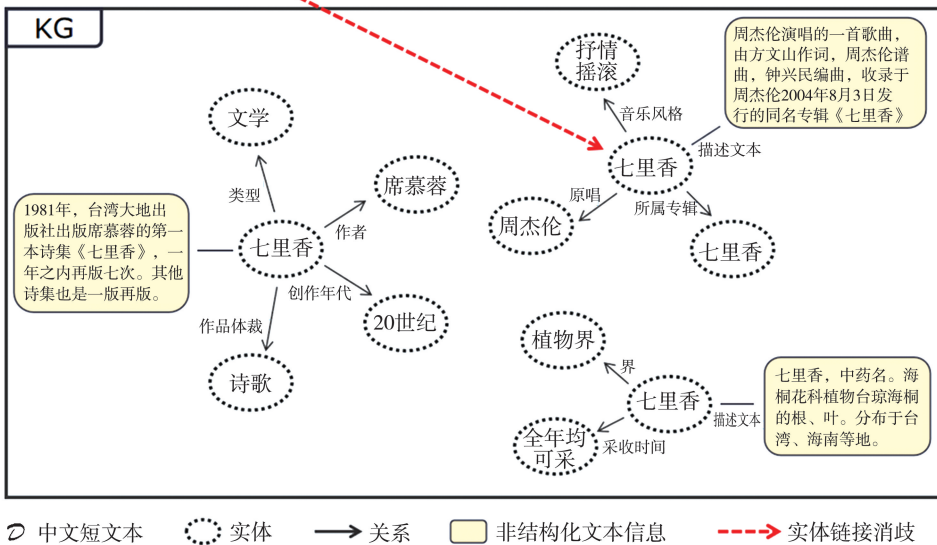 KG
抒情
摇滚
周杰伦演唱的一首歌曲，
由方文山作词，周杰伦谱
曲，钟兴民编曲，收录于
周杰伦2004年8月3日发
行的同名专辑《七里香》
音乐风格
描述文本
七里香
原唱
所属专辑
周杰伦
七里香
文学
席慕蓉
类型
作者
1981年，台湾大地出
版社出版席慕蓉的第一
本诗集《七里香》，一
年之内再版七次。其他
诗集也是一版再版。
七里香
创作年代
20世纪
作品体裁
诗歌
植物界
界
七里香
描述文本
七里香，中药名。海
桐花科植物台琼海桐
的根、叶。分布于台
湾、海南等地。
全年均
可采
采收时间
D 中文短文本
实体
关系
非结构化文本信息
实体链接消歧